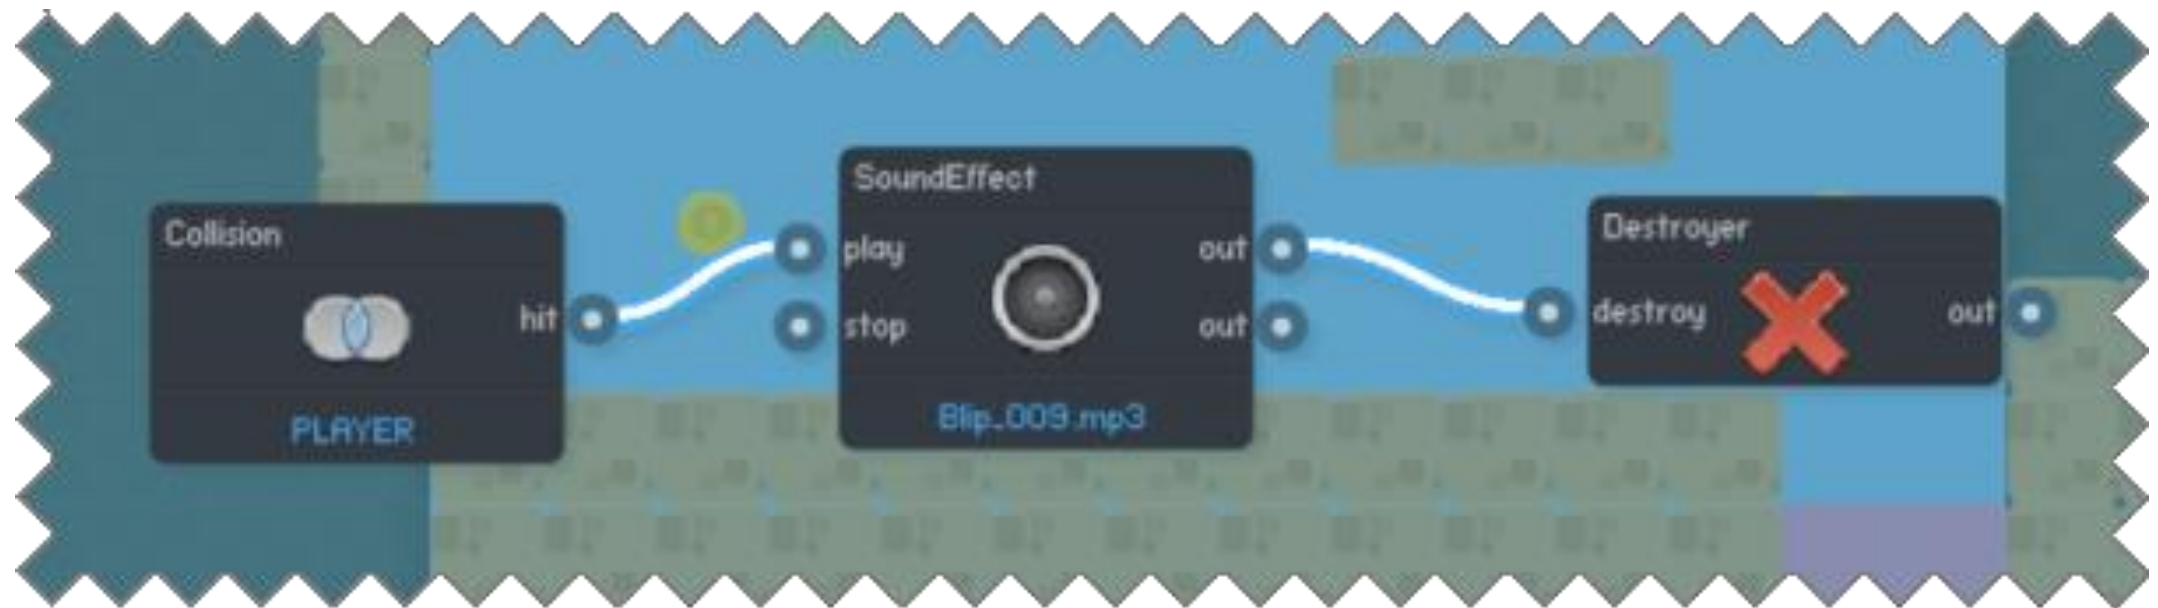 Collision
hit
PLAYER
SoundEffect
play
out
stop
out
Blip_009.mp3
Destroyer
destroy
out